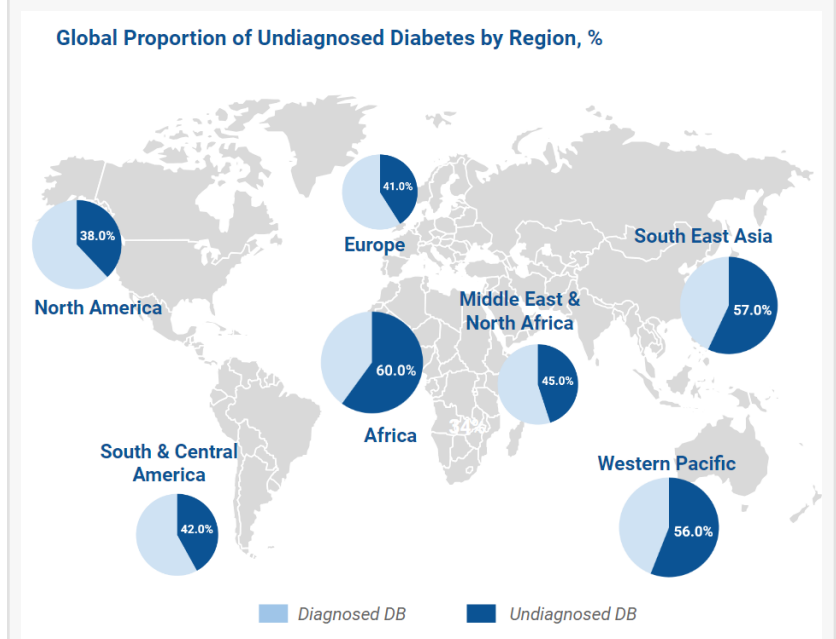 Global Proportion of Undiagnosed Diabetes by Region, %
41.0%
Europe
38.0%
North America
South East Asia
57.0%
Middle East &
North Africa
45.0%
60.0%
Africa
34%
South & Central
America
42.0%
Western Pacific
56.0%
Diagnosed DB
Undiagnosed DB